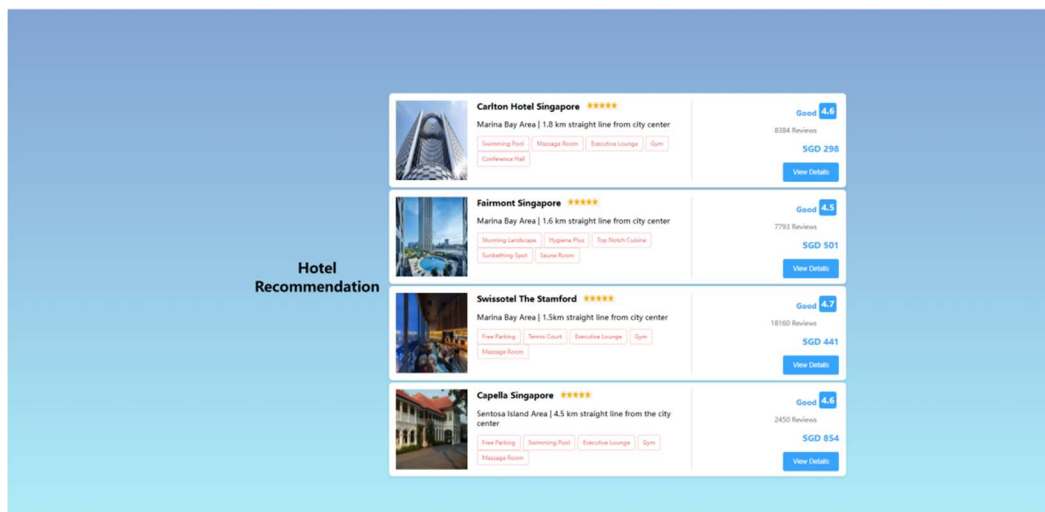 Hotel
Recommendation
Carlton Hotel Singapore
Marina Bay Area | 1.8 km straight line from city center
Swimming Pool Massage Room Executive Lounge Gym
Conference Hall
Good 4.6
8384 Reviews
SGD 298
View Details
Fairmont Singapore
Marina Bay Area | 1.6 km straight line from city center
Stunning Landscape Hygiene Plus Top Notch Cuisine
Sunbathing Spot Sauna Room
Good 4.5
7793 Reviews
SGD 501
View Details
Swissotel The Stamford
Marina Bay Area | 1.5km straight line from city center
Free Parking Tennis Court Executive Lounge Gym
Massage Room
Good 4.7
18160 Reviews
SGD 441
View Details
Capella Singapore
Sentosa Island Area | 4.5 km straight line from the city
center
Free Parking Swimming Pool Executive Lounge Gym
Massage Room
Good 4.6
2450 Reviews
SGD 854
View Details